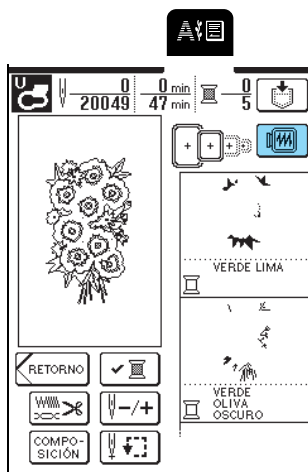 A
0 0 min 0
20049 47 min 5
VERDE LIMA
VERDE
OLIVA
OSCURO
RETORNO
-/+
COMPO-
SICIÓN